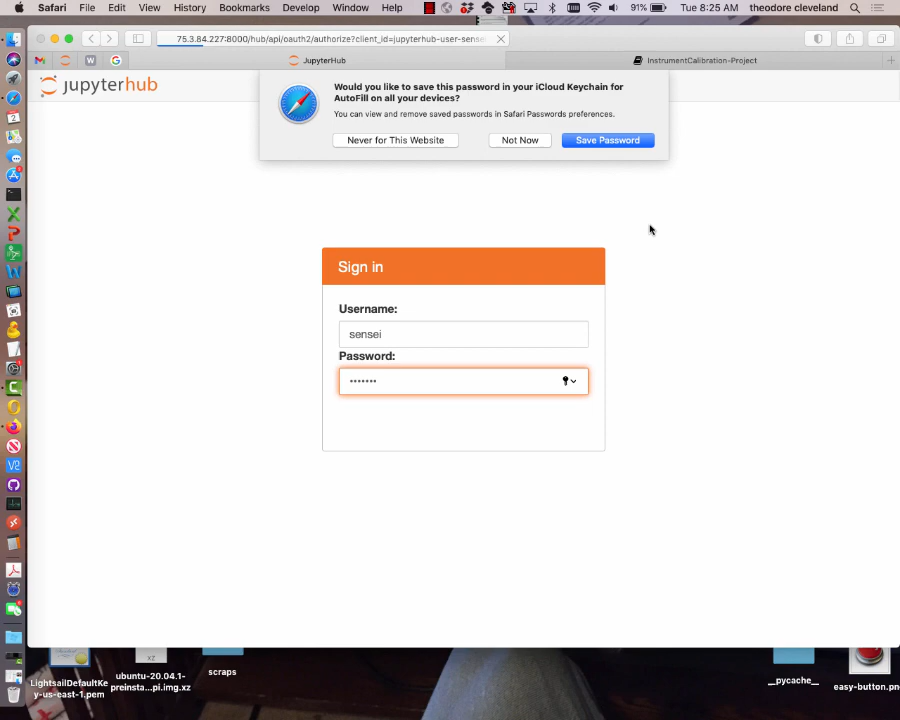 Safari File Edit View History Bookmarks Develop Window Help 91% Tue 8:25 AM theodore cleveland
75.3.84.227:8000/hub/api/oauth2/authorize?client_id=jupyterhub-user-sense
JupyterHub InstrumentCalibration-Project
jupyterhub
Would you like to save this password in your iCloud Keychain for
AutoFill on all your devices?
You can view and remove saved passwords in Safari Passwords preferences.
Never for This Website Not Now Save Password
Sign in
Username:
sensei
Password:
•••••••
LightsailDefaultKe
y-us-east-1.pem
xz
ubuntu-20.04.1-
preinsta...pi.img.xz
scraps
__pycache__
easy-button.pn